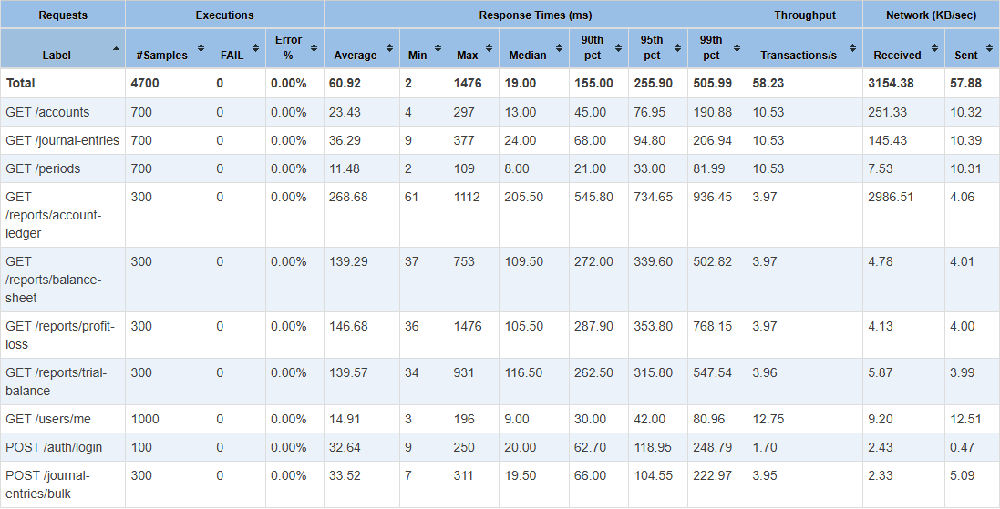 Requests Executions Response Times (ms) Throughput Network (KB/sec)
Label #Samples FAIL Error % Average Min Max Median 90th pct 95th pct 99th pct Transactions/s Received Sent
Total 4700 0 0.00% 60.92 2 1476 19.00 155.00 255.90 505.99 58.23 3154.38 57.88
GET /accounts 700 0 0.00% 23.43 4 297 13.00 45.00 76.95 190.88 10.53 251.33 10.32
GET /journal-entries 700 0 0.00% 36.29 9 377 24.00 68.00 94.80 206.94 10.53 145.43 10.39
GET /periods 700 0 0.00% 11.48 2 109 8.00 21.00 33.00 81.99 10.53 7.53 10.31
GET 300 0 0.00% 268.68 61 1112 205.50 545.80 734.65 936.45 3.97 2986.51 4.06
/reports/account-
ledger
GET 300 0 0.00% 139.29 37 753 109.50 272.00 339.60 502.82 3.97 4.78 4.01
/reports/balance-
sheet
GET /reports/profit- 300 0 0.00% 146.68 36 1476 105.50 287.90 353.80 768.15 3.97 4.13 4.00
loss
GET /reports/trial- 300 0 0.00% 139.57 34 931 116.50 262.50 315.80 547.54 3.96 5.87 3.99
balance
GET /users/me 1000 0 0.00% 14.91 3 196 9.00 30.00 42.00 80.96 12.75 9.20 12.51
POST /auth/login 100 0 0.00% 32.64 9 250 20.00 62.70 118.95 248.79 1.70 2.43 0.47
POST /journal- 300 0 0.00% 33.52 7 311 19.50 66.00 104.55 222.97 3.95 2.33 5.09
entries/bulk